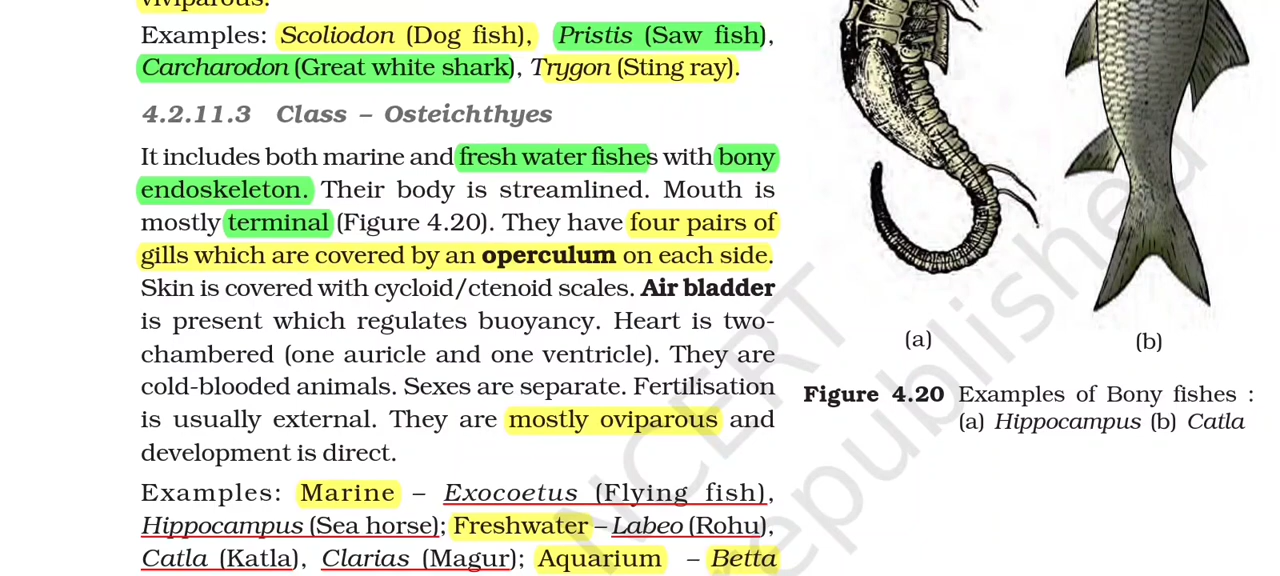 viviparous.
Examples: Scoliodon (Dog fish), Pristis (Saw fish),
Carcharodon (Great white shark), Trygon (Sting ray).
4.2.11.3 Class – Osteichthyes
It includes both marine and fresh water fishes with bony
endoskeleton. Their body is streamlined. Mouth is
mostly terminal (Figure 4.20). They have four pairs of
gills which are covered by an operculum on each side.
Skin is covered with cycloid/ctenoid scales. Air bladder
is present which regulates buoyancy. Heart is two-
chambered (one auricle and one ventricle). They are
cold-blooded animals. Sexes are separate. Fertilisation
is usually external. They are mostly oviparous and
development is direct.
Examples: Marine – Exocoetus (Flying fish),
Hippocampus (Sea horse); Freshwater – Labeo (Rohu),
Catla (Katla), Clarias (Magur); Aquarium – Betta
(a)
(b)
Figure 4.20 Examples of Bony fishes :
(a) Hippocampus (b) Catla
NCERT
republished